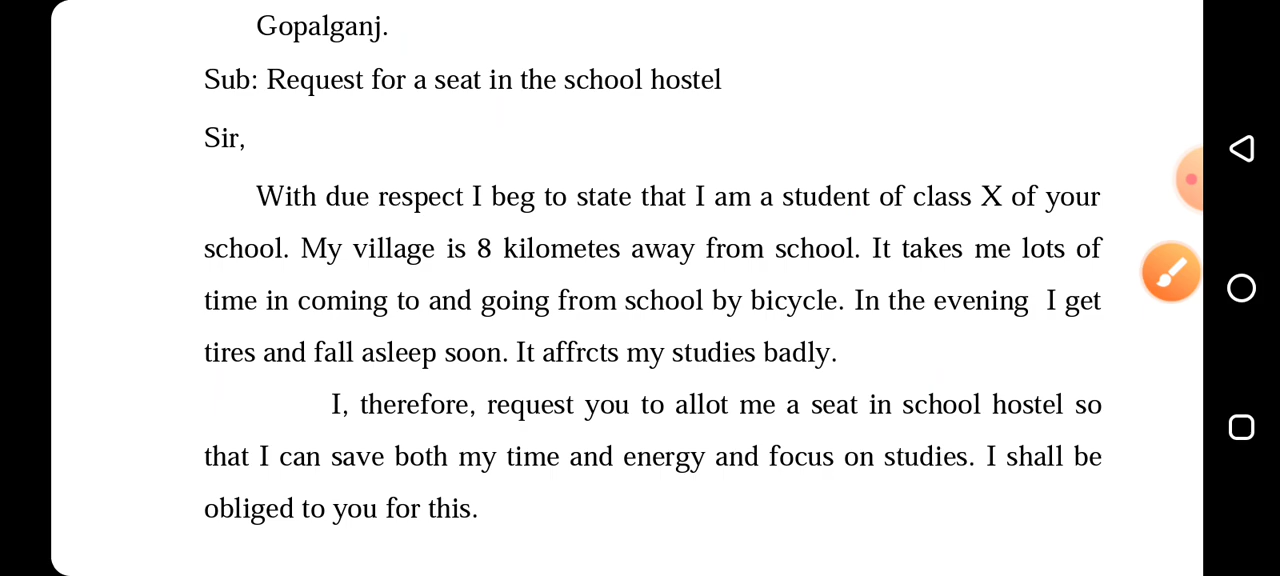 Gopalganj.
Sub: Request for a seat in the school hostel
Sir,
With due respect I beg to state that I am a student of class X of your
school. My village is 8 kilometes away from school. It takes me lots of
time in coming to and going from school by bicycle. In the evening  I get
tires and fall asleep soon. It affrcts my studies badly.
I, therefore, request you to allot me a seat in school hostel so
that I can save both my time and energy and focus on studies. I shall be
obliged to you for this.